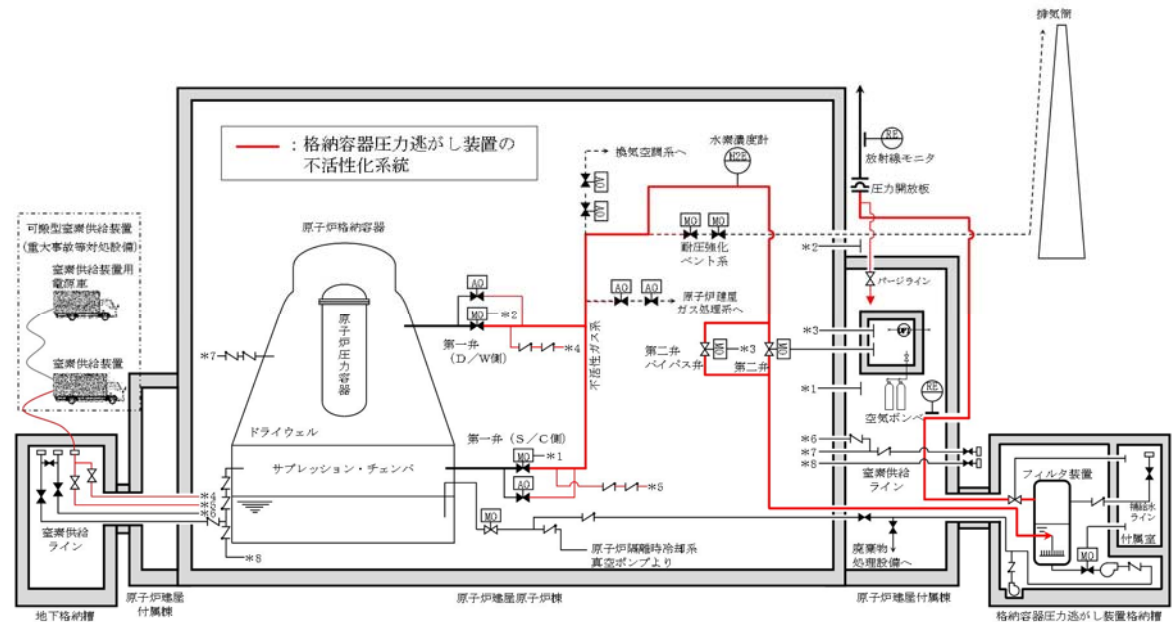 排気筒
━━ : 格納容器圧力逃がし装置の
不活性化系統
換気空調系へ
AO
AO
水素濃度計
H2E
RE
放射線モニタ
圧力開放板
可搬型窒素供給装置
(重大事故等対処設備)
窒素供給装置用
電源車
窒素供給装置
原子炉格納容器
原子炉圧力容器
MO
MO
耐圧強化
ベント系
*2
パージライン
AO
AO
原子炉建屋
ガス処理系へ
AO
MO
*2
*4
第一弁
(D/W側)
*7
不活性ガス系
MO
*3
第二弁
バイパス弁
MO
第二弁
*3
*1
空気ボンベ
RE
ドライウェル
第一弁(S/C側)
MO
*1
AO
*5
サプレッション・チェンバ
*6
*7
*8
窒素供給
ライン
フィルタ装置
補給水
ライン
付属室
MO
*4
*5
*6
窒素供給
ライン
*8
MO
原子炉隔離時冷却系
真空ポンプより
廃棄物
処理設備へ
地下格納槽
原子炉建屋
付属棟
原子炉建屋原子炉棟
原子炉建屋付属棟
格納容器圧力逃がし装置格納槽